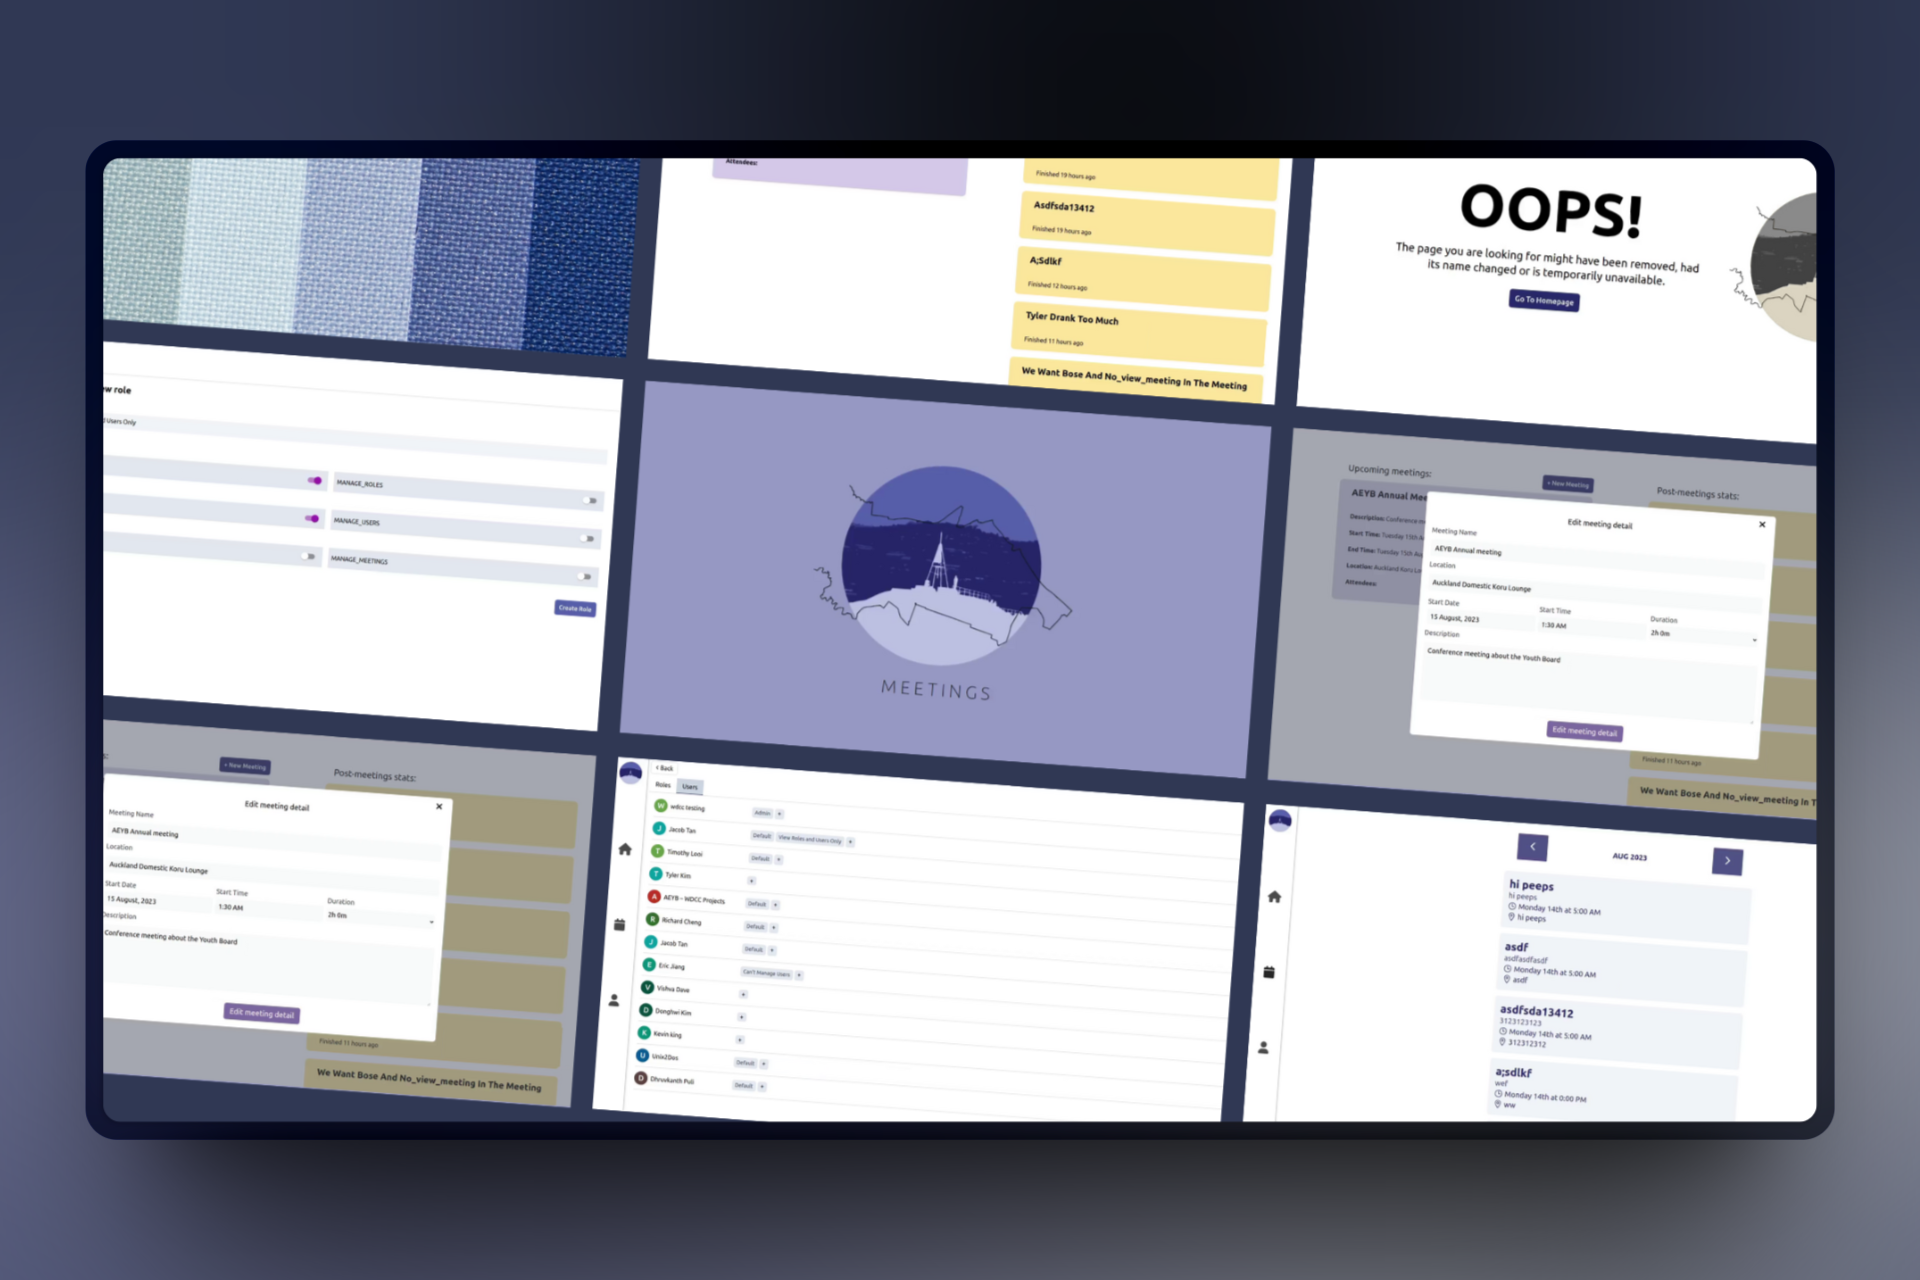 Attendees:
Finished 19 hours ago
Asdfsda13412
Finished 19 hours ago
A;Sdlkf
Finished 12 hours ago
Tyler Drank Too Much
Finished 11 hours ago
We Want Bose And No_view_meeting In The Meeting
OOPS!
The page you are looking for might have been removed, had
its name changed or is temporarily unavailable.
Go To Homepage
ew role
d Users Only
MANAGE_ROLES
MANAGE_USERS
MANAGE_MEETINGS
Create Role
MEETINGS
Upcoming meetings:
+ New Meeting
Post-meetings stats:
AEYB Annual Mee
Description: Conference m
Start Time: Tuesday 15th A
End Time: Tuesday 15th Au
Location: Auckland Koru Lo
Attendees:
Edit meeting detail
Meeting Name
AEYB Annual meeting
Location
Auckland Domestic Koru Lounge
Start Date
Start Time
Duration
15 August, 2023
1:30 AM
2h 0m
Description
Conference meeting about the Youth Board
Edit meeting detail
Finished 11 hours ago
We Want Bose And No_view_meeting In T
s:
+ New Meeting
Post-meetings stats:
Edit meeting detail
Meeting Name
AEYB Annual meeting
Location
Auckland Domestic Koru Lounge
Start Date
Start Time
Duration
15 August, 2023
1:30 AM
2h 0m
Description
Conference meeting about the Youth Board
Edit meeting detail
Finished 11 hours ago
We Want Bose And No_view_meeting In The Meeting
< Back
Roles Users
W wdcc testing Admin +
J Jacob Tan Default View Roles and Users Only +
T Timothy Loni Default +
T Tyler Kim +
A AEYB - WDCC Projects Default +
R Richard Cheng Default +
J Jacob Tan Default +
E Eric Jiang Can't Manage Users +
V Vishva Dave +
D Donghwi Kim +
K Kevin king +
U Unix2Dos Default +
D Dhruvkanth Puli Default +
AUG 2023
hi peeps
hi peeps
Monday 14th at 5:00 AM
hi peeps
asdf
asdfasdfasdf
Monday 14th at 5:00 AM
asdf
asdfsda13412
3123123123
Monday 14th at 5:00 AM
312312312
a;sdlkf
wef
Monday 14th at 0:00 PM
ww